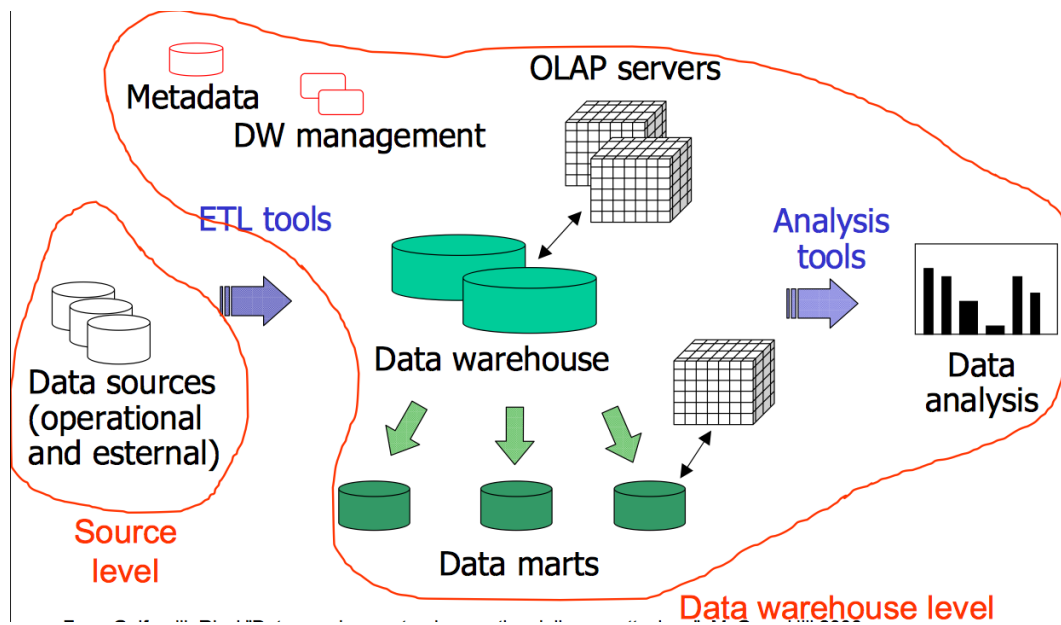 OLAP servers
Metadata
DW management
ETL tools
Analysis
tools
Data warehouse
Data sources
(operational
and esternal)
Data
analysis
Source
level
Data marts
Data warehouse level